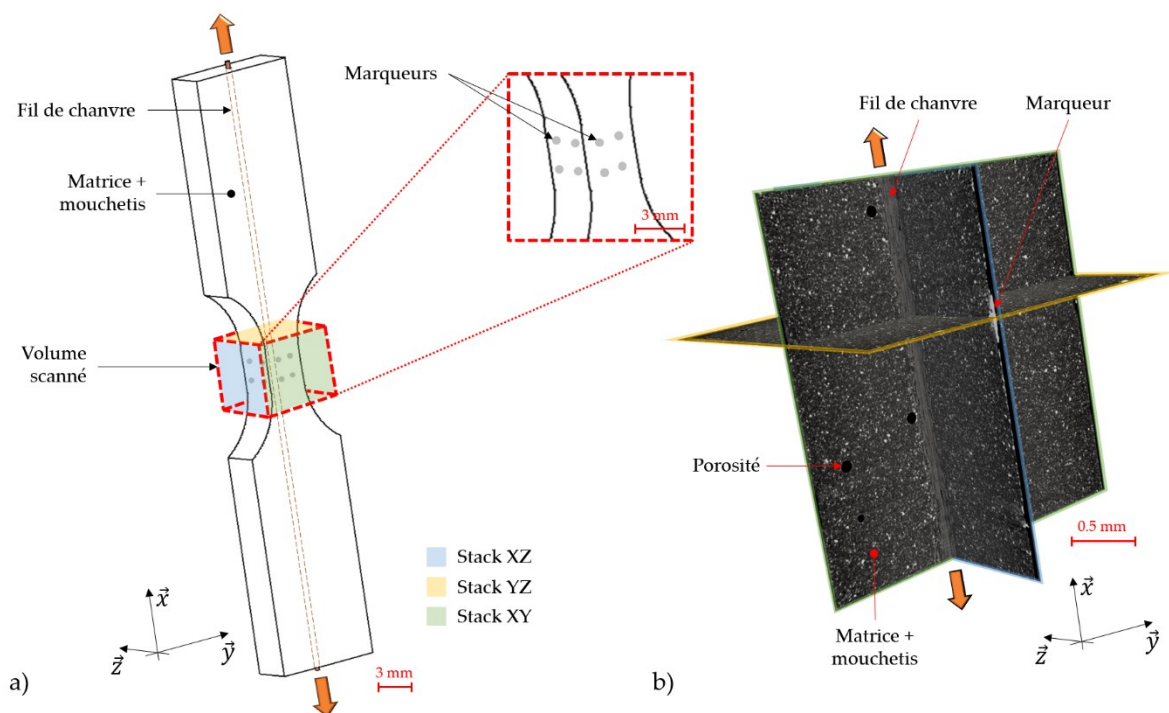 Fil de chanvre
Matrice +
mouchetis
Volume
scanné
Marqueurs
3 mm
Stack XZ
Stack YZ
Stack XY
x⃗
z⃗
y⃗
3 mm
a)
Fil de chanvre
Marqueur
Porosité
0.5 mm
Matrice +
mouchetis
x⃗
z⃗
y⃗
b)